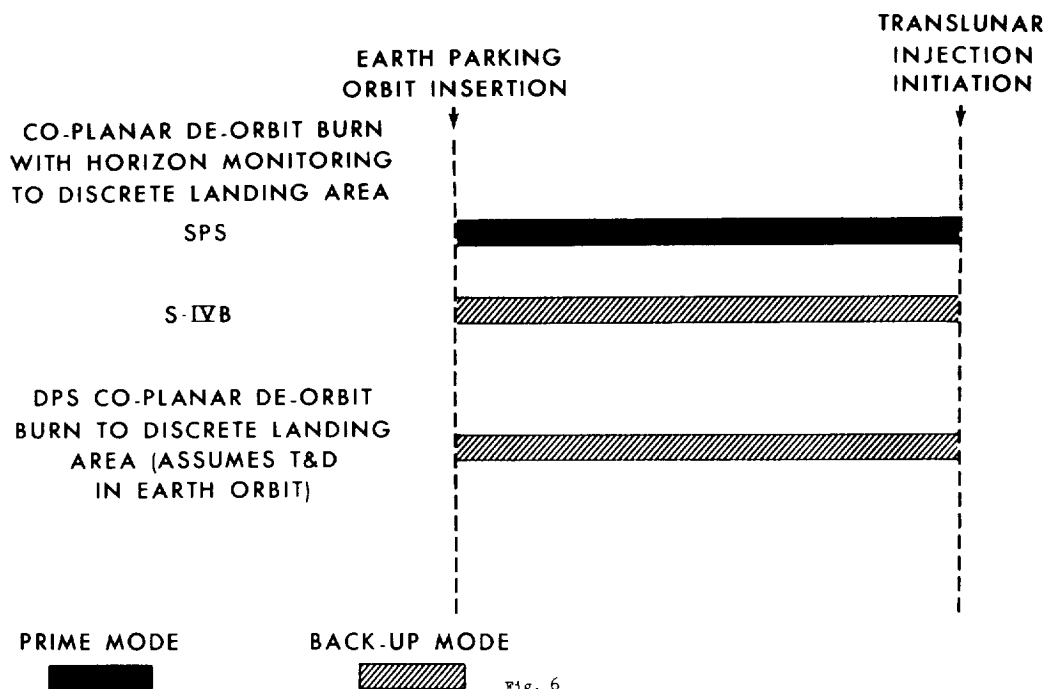 TRANSLUNAR
INJECTION
INITIATION
EARTH PARKING
ORBIT INSERTION
CO-PLANAR DE-ORBIT BURN
WITH HORIZON MONITORING
TO DISCRETE LANDING AREA
SPS
S-IVB
DPS CO-PLANAR DE-ORBIT
BURN TO DISCRETE LANDING
AREA (ASSUMES T&D
IN EARTH ORBIT)
PRIME MODE
BACK-UP MODE
Fig. 6